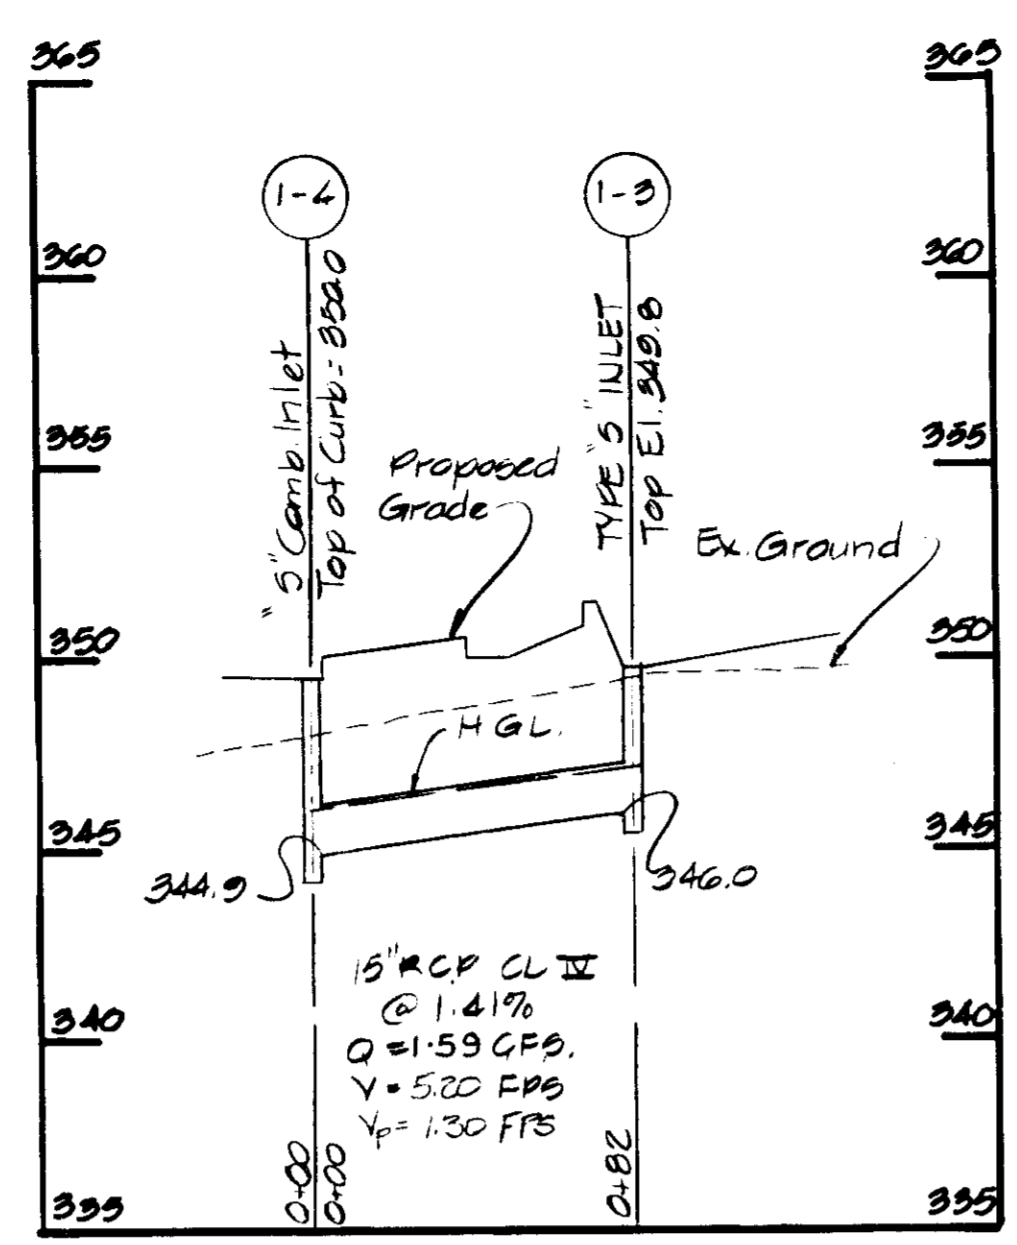 365
365
1-4
1-3
360
360
"S" Comb. Inlet
Top of Curb = 352.0
TYPE "S" INLET
Top El. 349.8
355
355
Proposed
Grade
Ex. Ground
350
350
HGL.
345
345
344.9
346.0
15" RCP CL IV
@ 1.41%
Q = 1.59 CFS.
V = 5.20 FPS
Vp = 1.30 FPS
340
340
0+00
0+00
0+82
335
335